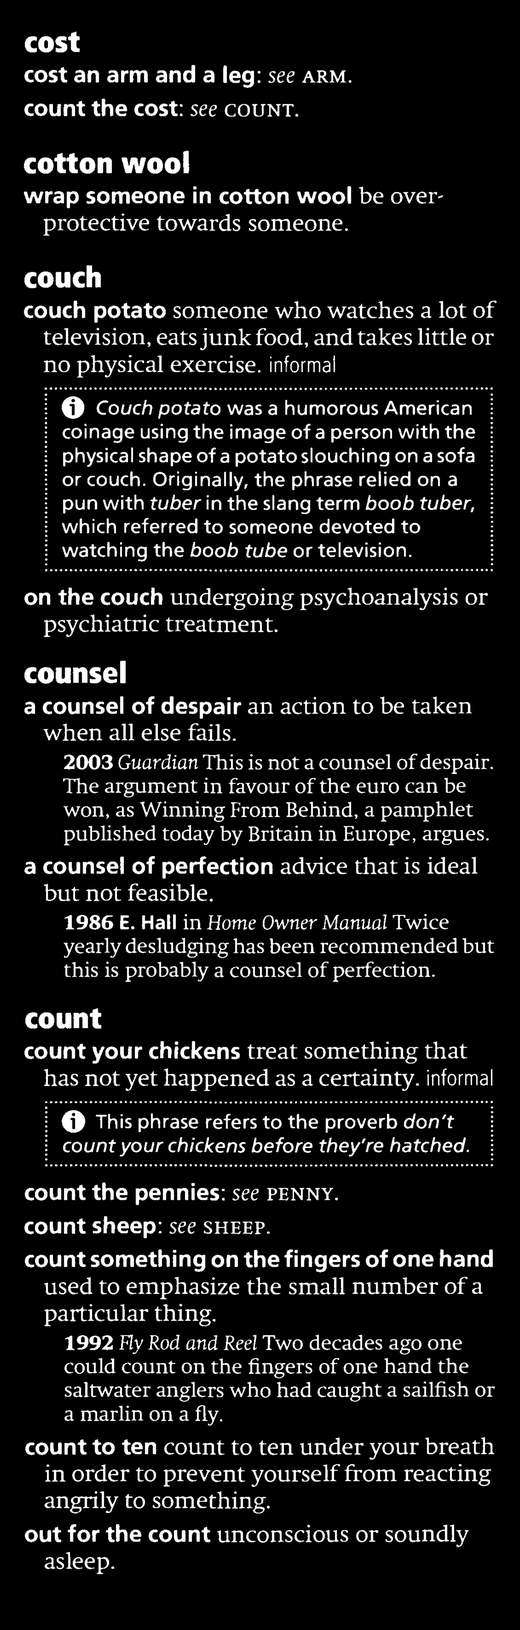 cost
cost an arm and a leg: see ARM.
count the cost: see COUNT.
cotton wool
wrap someone in cotton wool be over-
protective towards someone.
couch
couch potato someone who watches a lot of
television, eats junk food, and takes little or
no physical exercise. informal
Couch potato was a humorous American
coinage using the image of a person with the
physical shape of a potato slouching on a sofa
or couch. Originally, the phrase relied on a
pun with tuber in the slang term boob tuber,
which referred to someone devoted to
watching the boob tube or television.
on the couch undergoing psychoanalysis or
psychiatric treatment.
counsel
a counsel of despair an action to be taken
when all else fails.
2003 Guardian This is not a counsel of despair.
The argument in favour of the euro can be
won, as Winning From Behind, a pamphlet
published today by Britain in Europe, argues.
a counsel of perfection advice that is ideal
but not feasible.
1986 E. Hall in Home Owner Manual Twice
yearly desludging has been recommended but
this is probably a counsel of perfection.
count
count your chickens treat something that
has not yet happened as a certainty. informal
This phrase refers to the proverb don't
count your chickens before they're hatched.
count the pennies: see PENNY.
count sheep: see SHEEP.
count something on the fingers of one hand
used to emphasize the small number of a
particular thing.
1992 Fly Rod and Reel Two decades ago one
could count on the fingers of one hand the
saltwater anglers who had caught a sailfish or
a marlin on a fly.
count to ten count to ten under your breath
in order to prevent yourself from reacting
angrily to something.
out for the count unconscious or soundly
asleep.